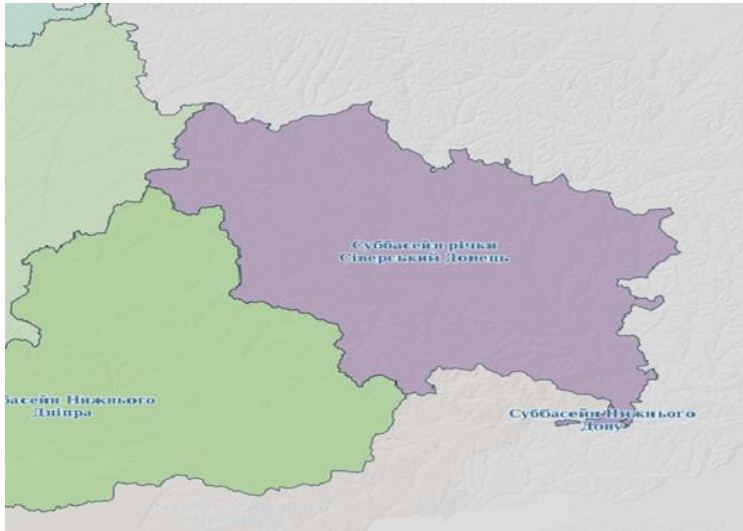 Суббасейн річки
Сіверський Донець
басейн Нижнього
Дніпра
Суббасейн Нижнього
Дону